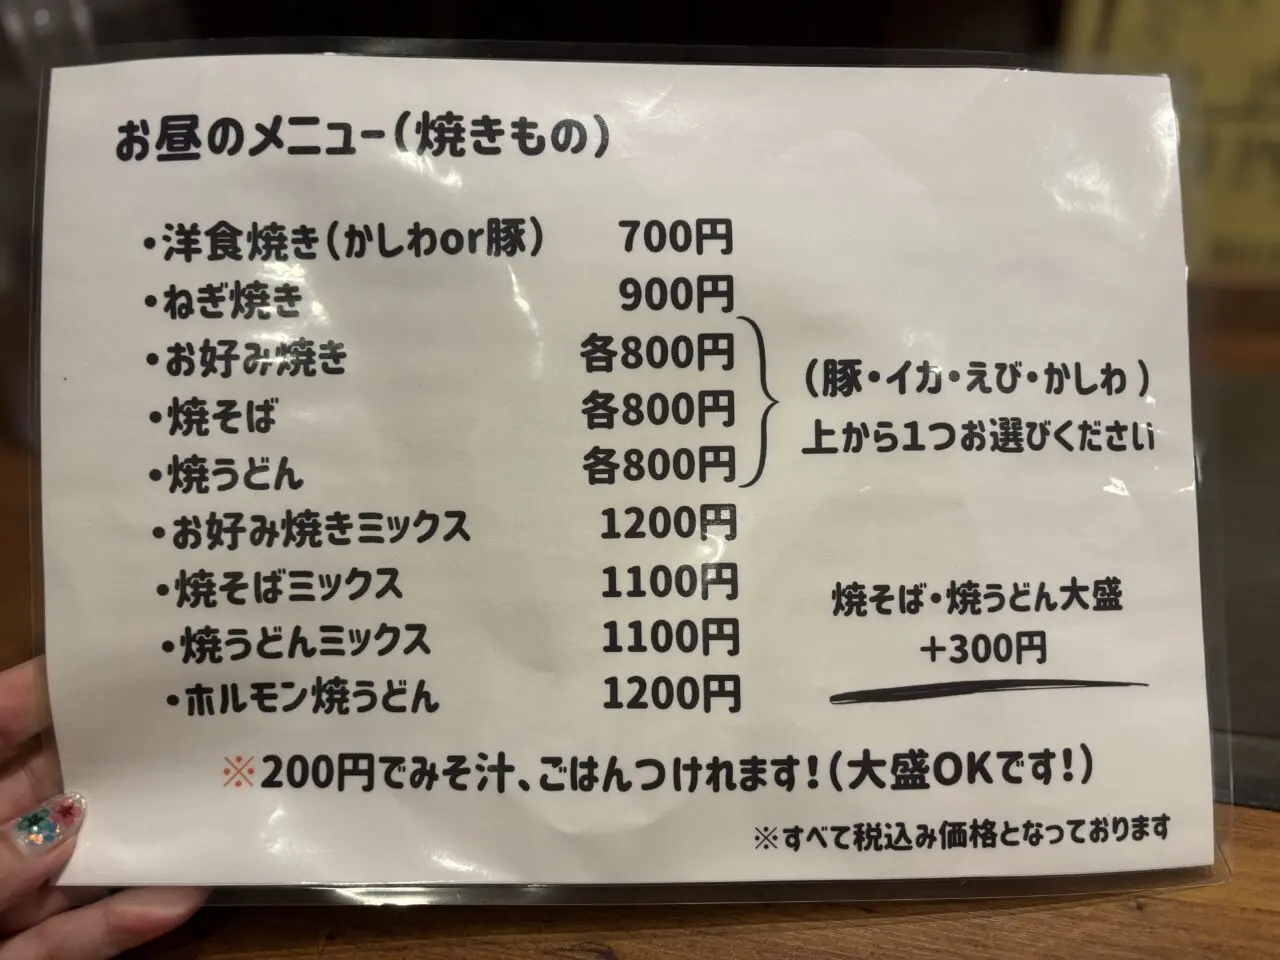 お昼のメニュー(焼きもの)
・洋食焼き(かしわor豚) 700円
・ねぎ焼き 900円
・お好み焼き 各800円
・焼そば 各800円
・焼うどん 各800円
(豚・イカ・えび・かしわ)
上から1つお選びください
・お好み焼きミックス 1200円
・焼そばミックス 1100円
・焼うどんミックス 1100円
・ホルモン焼うどん 1200円
焼そば・焼うどん大盛
+300円
※200円でみそ汁、ごはんつけれます!(大盛OKです!)
※すべて税込み価格となっております